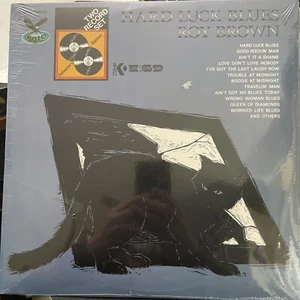 HARD LUCK BLUES
ROY BROWN
TWO
RECORD
SET
HARD LUCK BLUES
GOOD ROCKIN' MAN
AIN'T IT A SHAME
LOVE DON'T LOVE NOBODY
I'VE GOT THE LAST LAUGH NOW
TROUBLE AT MIDNIGHT
BOOGIE AT MIDNIGHT
TRAVELIN' MAN
AIN'T GOT NO BLUES TODAY
WRONG WOMAN BLUES
QUEEN OF DIAMONDS
WORRIED LIFE BLUES
AND OTHERS